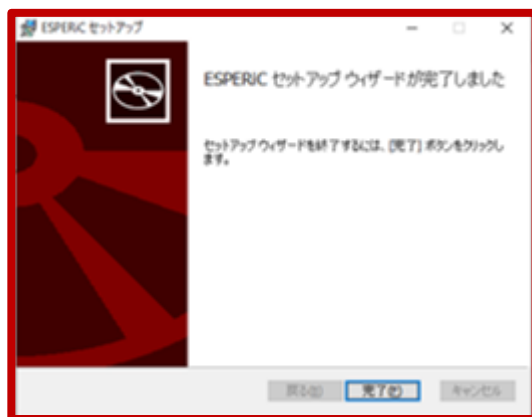 ESPERiC セットアップ
ESPERiC セットアップ ウィザードが完了しました
セットアップ ウィザードを終了するには、[完了] ボタンをクリックし
ます。
戻る(B) 完了(F) キャンセル